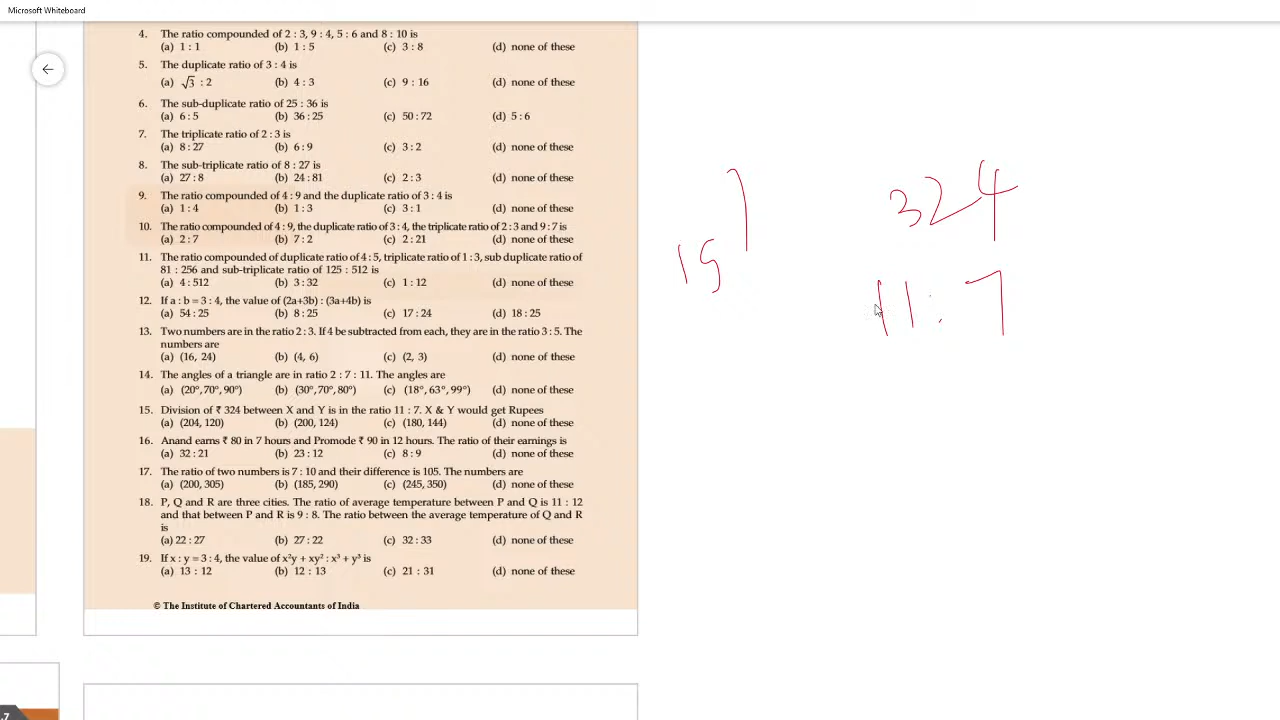 Microsoft Whiteboard
4. The ratio compounded of 2 : 3, 9 : 4, 5 : 6 and 8 : 10 is
(a) 1 : 1 (b) 1 : 5 (c) 3 : 8 (d) none of these
5. The duplicate ratio of 3 : 4 is
(a) √3 : 2 (b) 4 : 3 (c) 9 : 16 (d) none of these
6. The sub-duplicate ratio of 25 : 36 is
(a) 6 : 5 (b) 36 : 25 (c) 50 : 72 (d) 5 : 6
7. The triplicate ratio of 2 : 3 is
(a) 8 : 27 (b) 6 : 9 (c) 3 : 2 (d) none of these
8. The sub-triplicate ratio of 8 : 27 is
(a) 27 : 8 (b) 24 : 81 (c) 2 : 3 (d) none of these
9. The ratio compounded of 4 : 9 and the duplicate ratio of 3 : 4 is
(a) 1 : 4 (b) 1 : 3 (c) 3 : 1 (d) none of these
10. The ratio compounded of 4 : 9, the duplicate ratio of 3 : 4, the triplicate ratio of 2 : 3 and 9 : 7 is
(a) 2 : 7 (b) 7 : 2 (c) 2 : 21 (d) none of these
11. The ratio compounded of duplicate ratio of 4 : 5, triplicate ratio of 1 : 3, sub duplicate ratio of
81 : 256 and sub-triplicate ratio of 125 : 512 is
(a) 4 : 512 (b) 3 : 32 (c) 1 : 12 (d) none of these
12. If a : b = 3 : 4, the value of (2a+3b) : (3a+4b) is
(a) 54 : 25 (b) 8 : 25 (c) 17 : 24 (d) 18 : 25
13. Two numbers are in the ratio 2 : 3. If 4 be subtracted from each, they are in the ratio 3 : 5. The
numbers are
(a) (16, 24) (b) (4, 6) (c) (2, 3) (d) none of these
14. The angles of a triangle are in ratio 2 : 7 : 11. The angles are
(a) (20°, 70°, 90°) (b) (30°, 70°, 80°) (c) (18°, 63°, 99°) (d) none of these
15. Division of ₹ 324 between X and Y is in the ratio 11 : 7. X & Y would get Rupees
(a) (204, 120) (b) (200, 124) (c) (180, 144) (d) none of these
16. Anand earns ₹ 80 in 7 hours and Promode ₹ 90 in 12 hours. The ratio of their earnings is
(a) 32 : 21 (b) 23 : 12 (c) 8 : 9 (d) none of these
17. The ratio of two numbers is 7 : 10 and their difference is 105. The numbers are
(a) (200, 305) (b) (185, 290) (c) (245, 350) (d) none of these
18. P, Q and R are three cities. The ratio of average temperature between P and Q is 11 : 12
and that between P and R is 9 : 8. The ratio between the average temperature of Q and R
is
(a) 22 : 27 (b) 27 : 22 (c) 32 : 33 (d) none of these
19. If x : y = 3 : 4, the value of x²y + xy² : x³ + y³ is
(a) 13 : 12 (b) 12 : 13 (c) 21 : 31 (d) none of these
© The Institute of Chartered Accountants of India
.7
15)
324
11 : 7